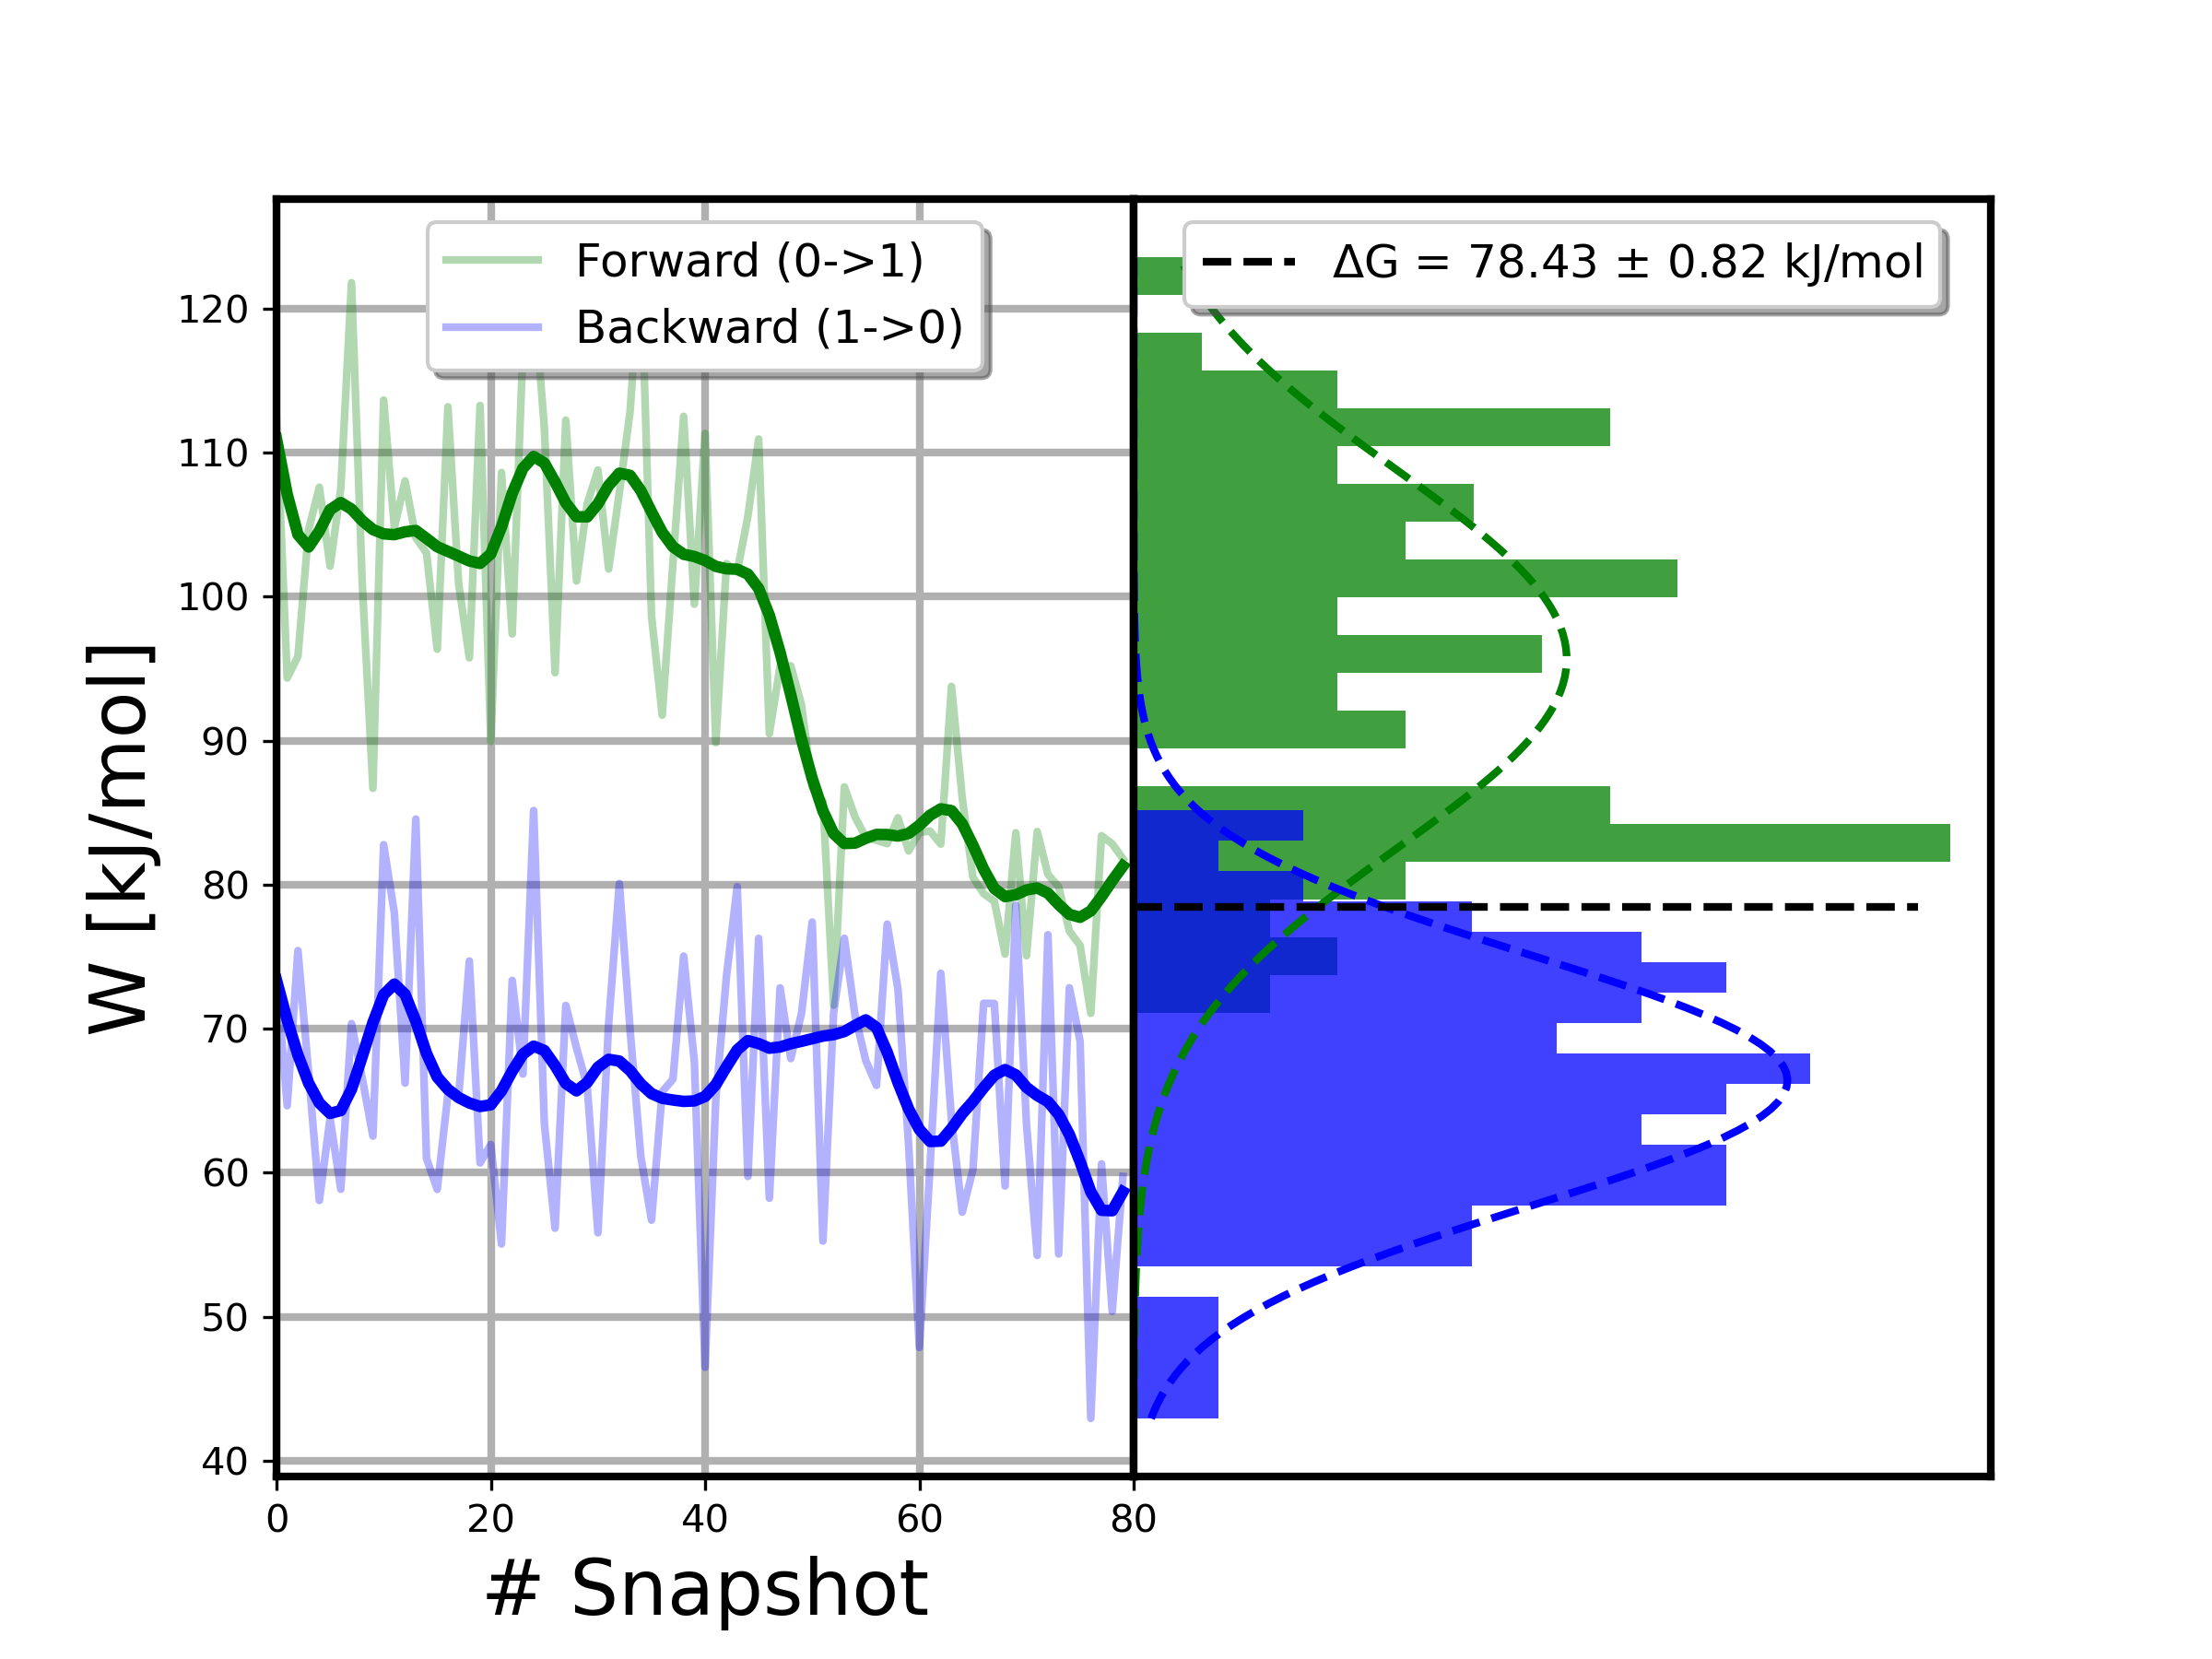 Forward (0->1)
Backward (1->0)
ΔG = 78.43 ± 0.82 kJ/mol
W [kJ/mol]
120
110
100
90
80
70
60
50
40
0 20 40 60 80
# Snapshot